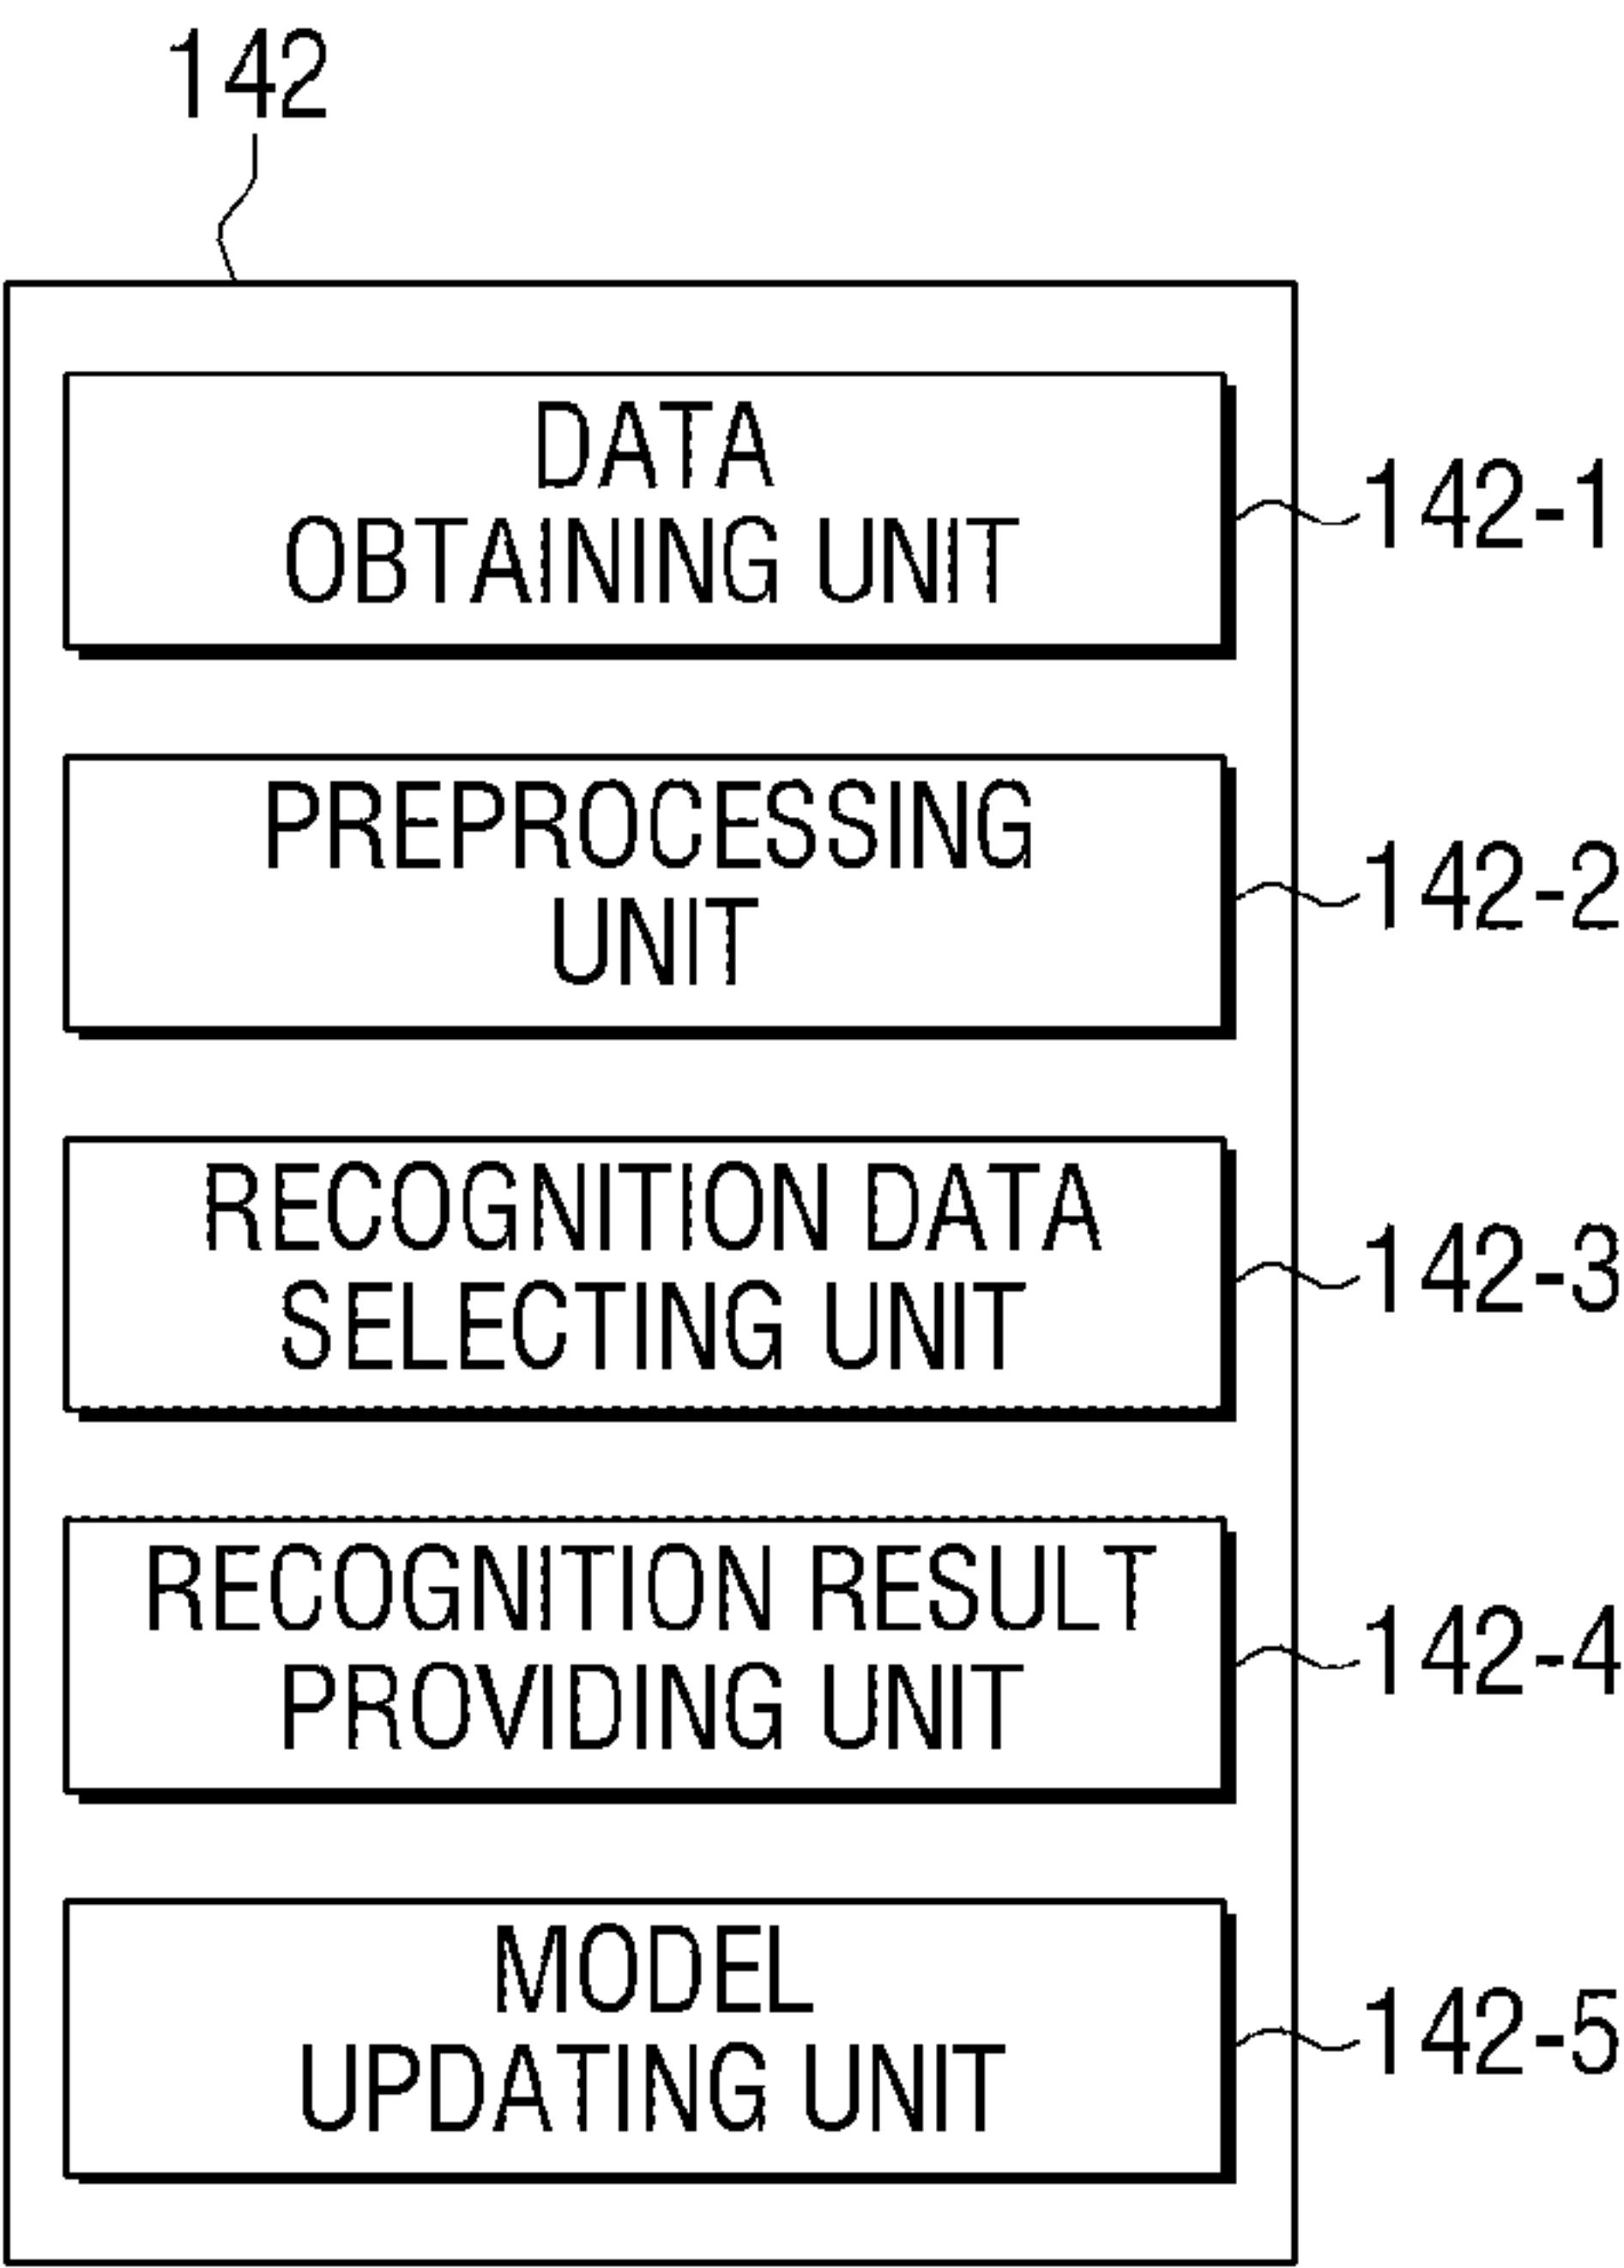 142
DATA
OBTAINING UNIT
142-1
PREPROCESSING
UNIT
142-2
RECOGNITION DATA
SELECTING UNIT
142-3
RECOGNITION RESULT
PROVIDING UNIT
142-4
MODEL
UPDATING UNIT
142-5